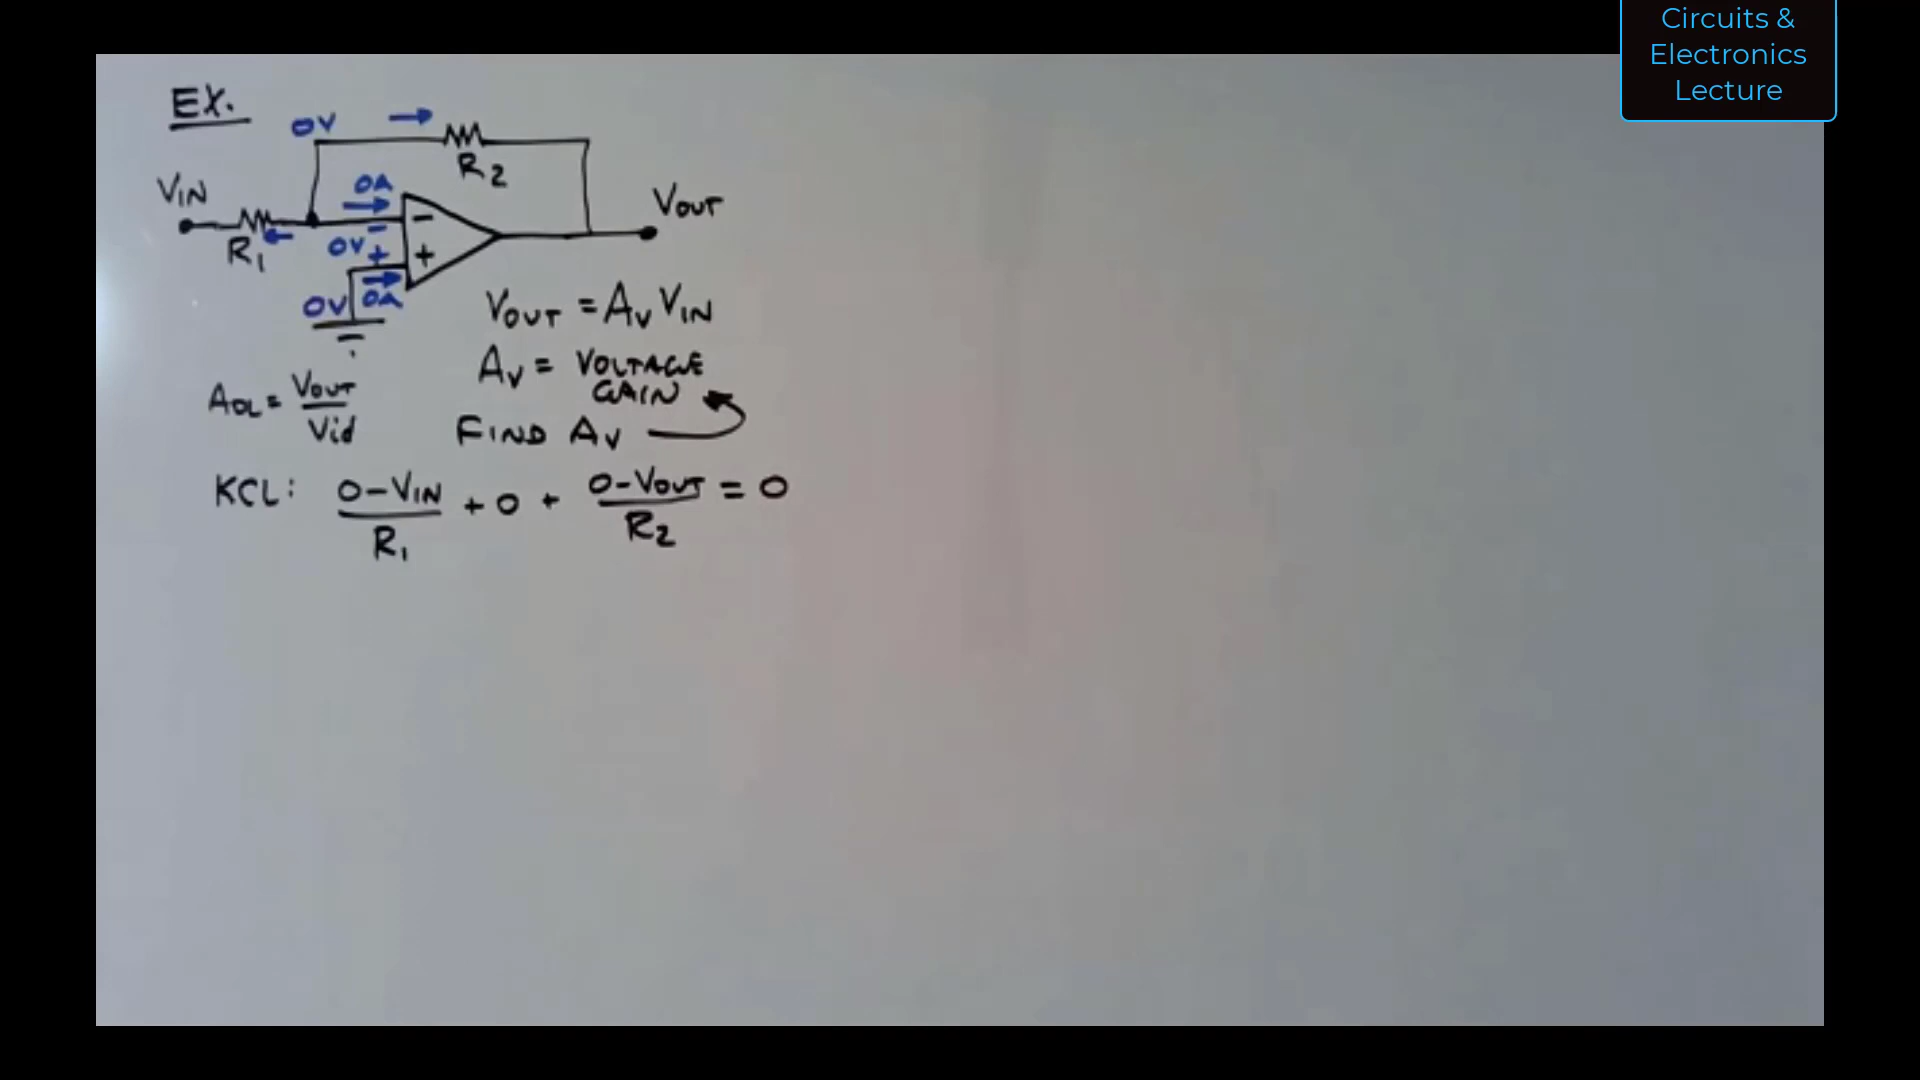 Circuits &
Electronics
Lecture
EX.
0V
R2
VIN
0A
VOUT
R1
-
0V
-
+
+
0V
0A
VOUT = AV VIN
AV = VOLTAGE
GAIN
AOL = VOUT / Vid
FIND AV
KCL: 0-VIN / R1 + 0 + 0-VOUT / R2 = 0